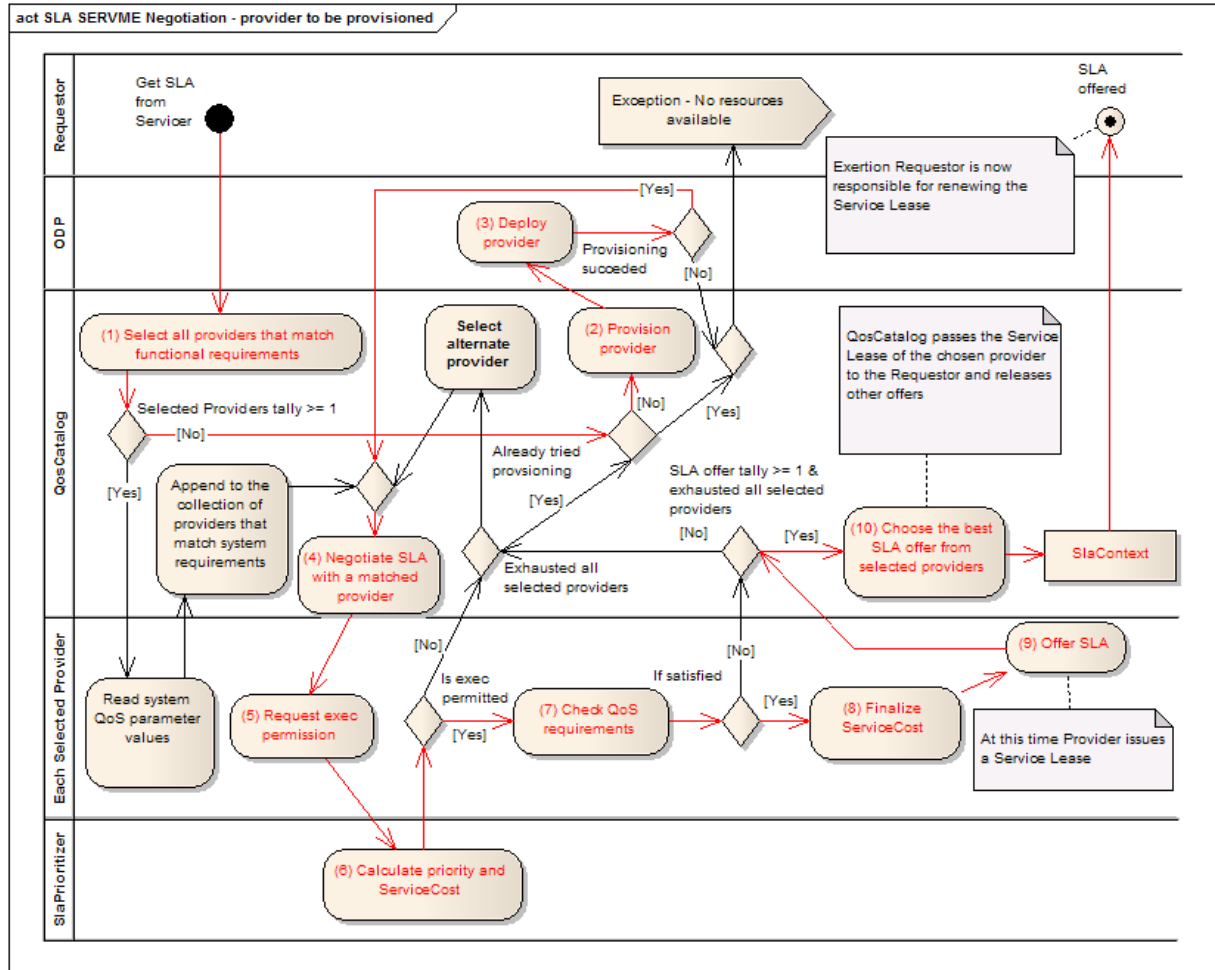 act SLA SERVME Negotiation - provider to be provisioned
Requestor
Get SLA
from
Servicer
Exception - No resources
available
SLA
offered
Exertion Requestor is now
responsible for renewing the
Service Lease
ODP
[Yes]
(3) Deploy
provider
Provisioning
succeded
[No]
QosCatalog
(1) Select all providers that match
functional requirements
Select
alternate
provider
(2) Provision
provider
QosCatalog passes the Service
Lease of the chosen provider
to the Requestor and releases
other offers
Selected Providers tally >= 1
[No]
[No]
[Yes]
Already tried
provsioning
[Yes]
Append to the
collection of
providers that
match system
requirements
[Yes]
SLA offer tally >= 1 &
exhausted all selected
providers
[No]
[Yes]
(4) Negotiate SLA
with a matched
provider
Exhausted all
selected providers
(10) Choose the best
SLA offer from
selected providers
SlaContext
Each Selected Provider
[No]
Is exec
permitted
[Yes]
If satisfied
[No]
[Yes]
(9) Offer SLA
Read system
QoS parameter
values
(5) Request exec
permission
(7) Check QoS
requirements
(8) Finalize
ServiceCost
At this time Provider issues
a Service Lease
SlaPrioritizer
(6) Calculate priority and
ServiceCost